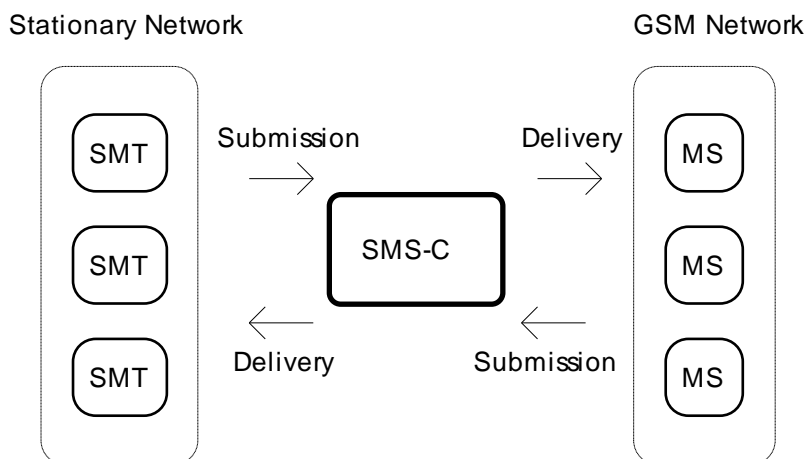 Stationary Network
GSM Network
Submission
Delivery
SMT
MS
SMS-C
SMT
MS
Delivery
Submission
SMT
MS